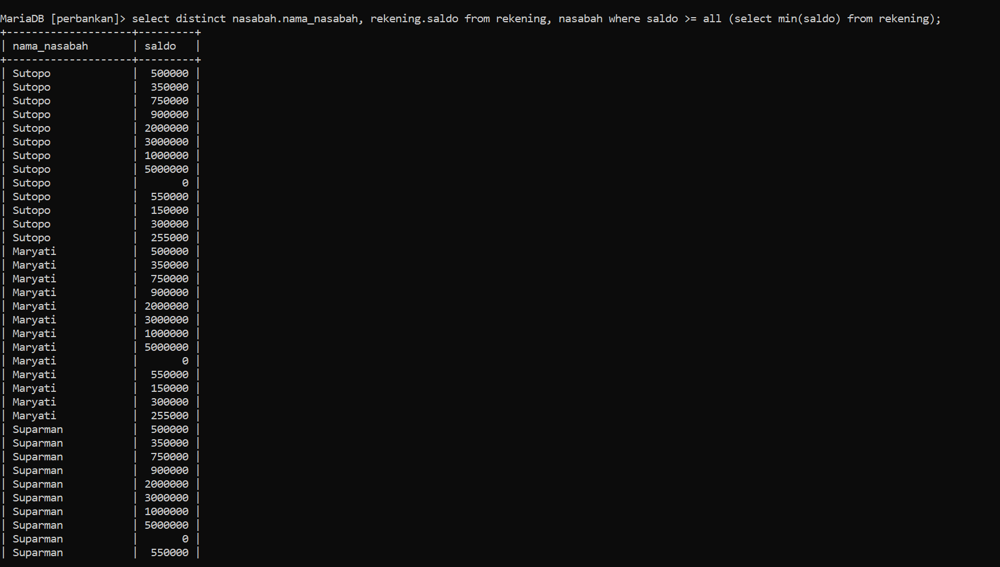 MariaDB [perbankan]> select distinct nasabah.nama_nasabah, rekening.saldo from rekening, nasabah where saldo >= all (select min(saldo) from rekening);
+--------------------+---------+
| nama_nasabah       | saldo   |
+--------------------+---------+
| Sutopo             |  500000 |
| Sutopo             |  350000 |
| Sutopo             |  750000 |
| Sutopo             |  900000 |
| Sutopo             | 2000000 |
| Sutopo             | 3000000 |
| Sutopo             | 1000000 |
| Sutopo             | 5000000 |
| Sutopo             |       0 |
| Sutopo             |  550000 |
| Sutopo             |  150000 |
| Sutopo             |  300000 |
| Sutopo             |  255000 |
| Maryati            |  500000 |
| Maryati            |  350000 |
| Maryati            |  750000 |
| Maryati            |  900000 |
| Maryati            | 2000000 |
| Maryati            | 3000000 |
| Maryati            | 1000000 |
| Maryati            | 5000000 |
| Maryati            |       0 |
| Maryati            |  550000 |
| Maryati            |  150000 |
| Maryati            |  300000 |
| Maryati            |  255000 |
| Suparman           |  500000 |
| Suparman           |  350000 |
| Suparman           |  750000 |
| Suparman           |  900000 |
| Suparman           | 2000000 |
| Suparman           | 3000000 |
| Suparman           | 1000000 |
| Suparman           | 5000000 |
| Suparman           |       0 |
| Suparman           |  550000 |